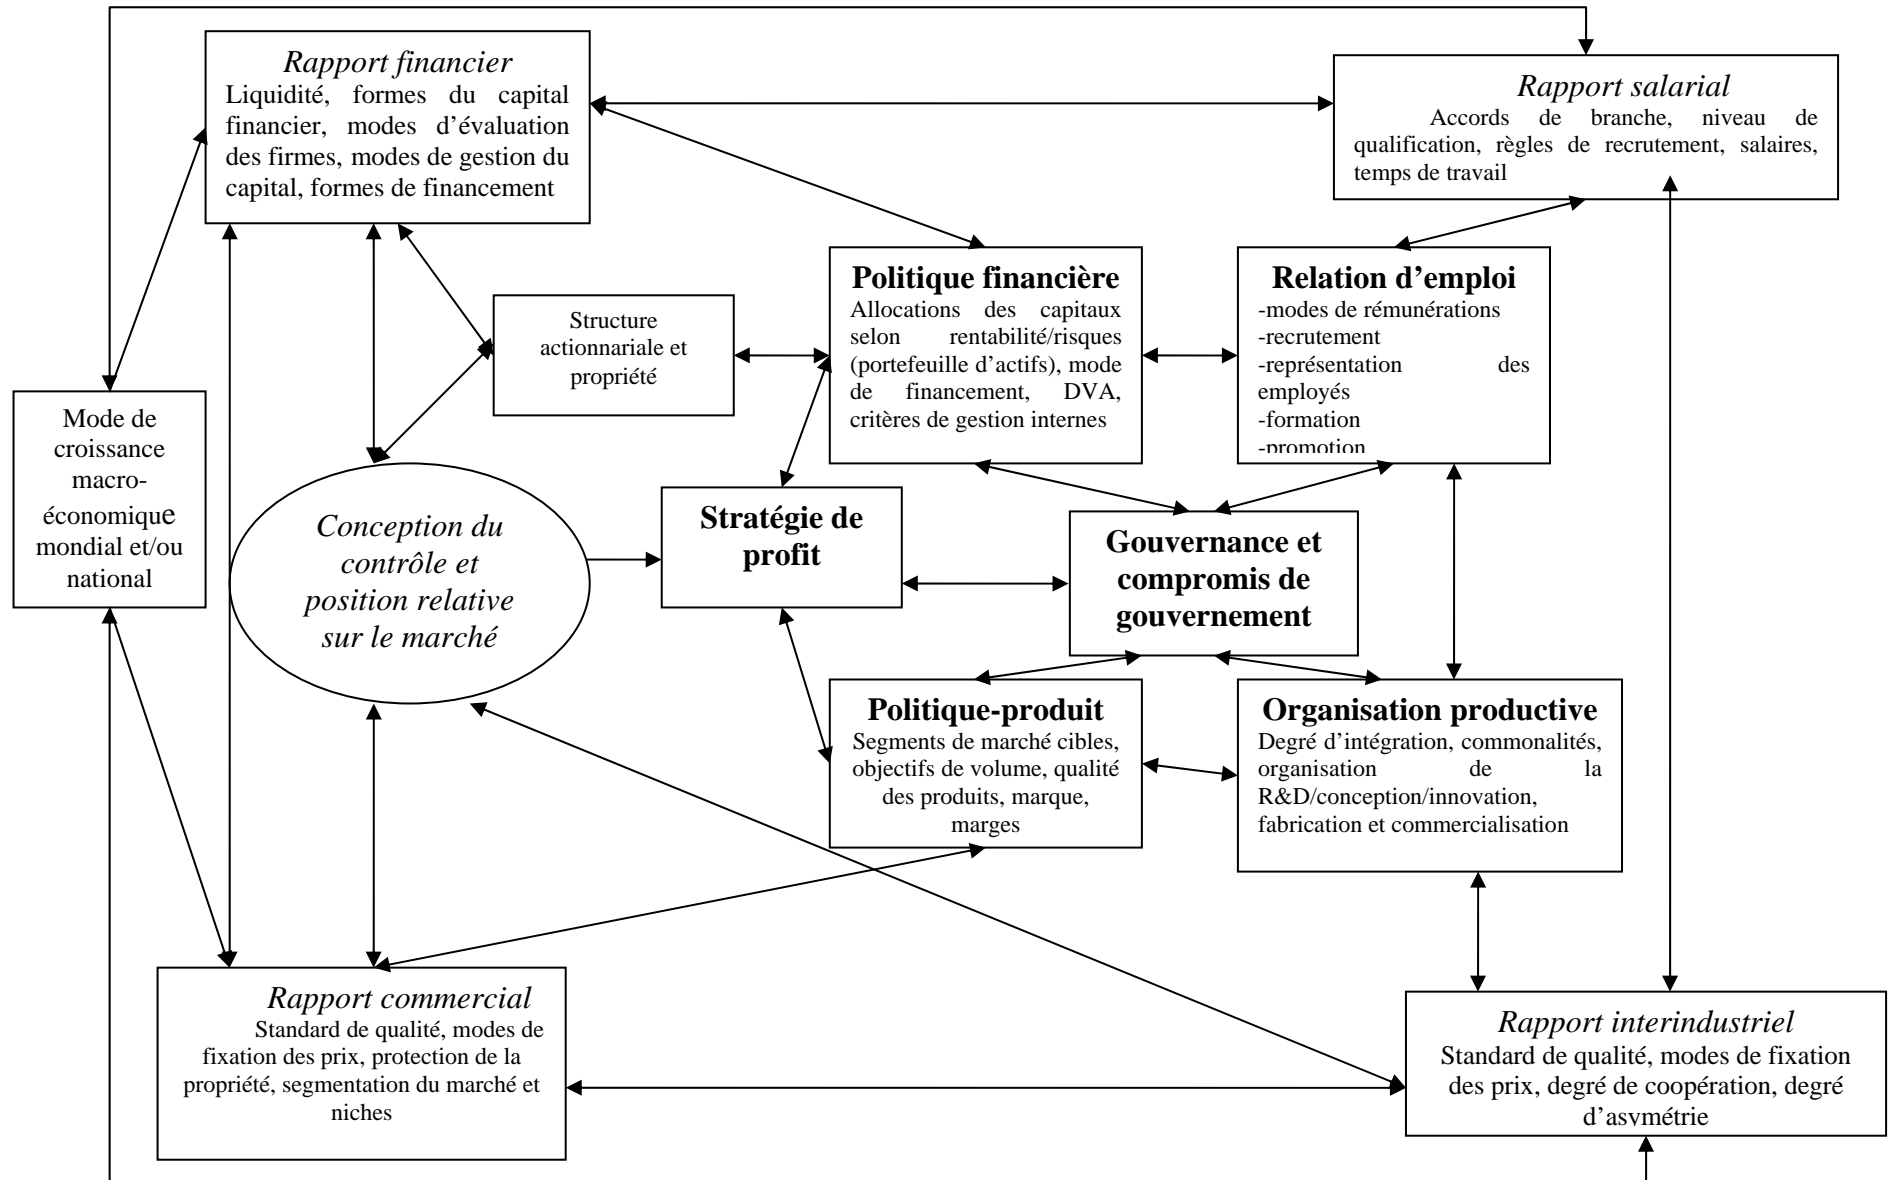 Rapport financier
Liquidité, formes du capital
financier, modes d’évaluation
des firmes, modes de gestion du
capital, formes de financement
Rapport salarial
Accords de branche, niveau de
qualification, règles de recrutement, salaires,
temps de travail
Structure
actionnariale et
propriété
Politique financière
Allocations des capitaux
selon rentabilité/risques
(portefeuille d’actifs), mode
de financement, DVA,
critères de gestion internes
Relation d’emploi
-modes de rémunérations
-recrutement
-représentation des
employés
-formation
-promotion
Mode de
croissance
macro-
économique
mondial et/ou
national
Conception du
contrôle et
position relative
sur le marché
Stratégie de
profit
Gouvernance et
compromis de
gouvernement
Politique-produit
Segments de marché cibles,
objectifs de volume, qualité
des produits, marque,
marges
Organisation productive
Degré d’intégration, commonalités,
organisation de la
R&D/conception/innovation,
fabrication et commercialisation
Rapport commercial
Standard de qualité, modes de
fixation des prix, protection de la
propriété, segmentation du marché et
niches
Rapport interindustriel
Standard de qualité, modes de fixation
des prix, degré de coopération, degré
d’asymétrie